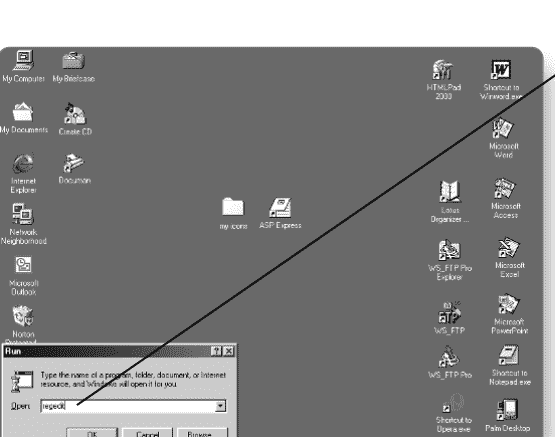 My Computer
My Briefcase
My Documents
Create CD
Internet
Explorer
Documan
Network
Neighborhood
Microsoft
Outlook
Norton
my icons
ASP Express
HTMLPad
2000
Shortcut to
Winword.exe
Microsoft
Word
Lotus
Organizer ...
Microsoft
Access
WS_FTP Pro
Explorer
Microsoft
Excel
WS_FTP
Microsoft
PowerPoint
WS_FTP Pro
Shortcut to
Notepad.exe
Shortcut to
Opera.exe
Palm Desktop
Run
Type the name of a program, folder, document, or Internet
resource, and Windows will open it for you.
Open:
regedit
OK
Cancel
Browse...